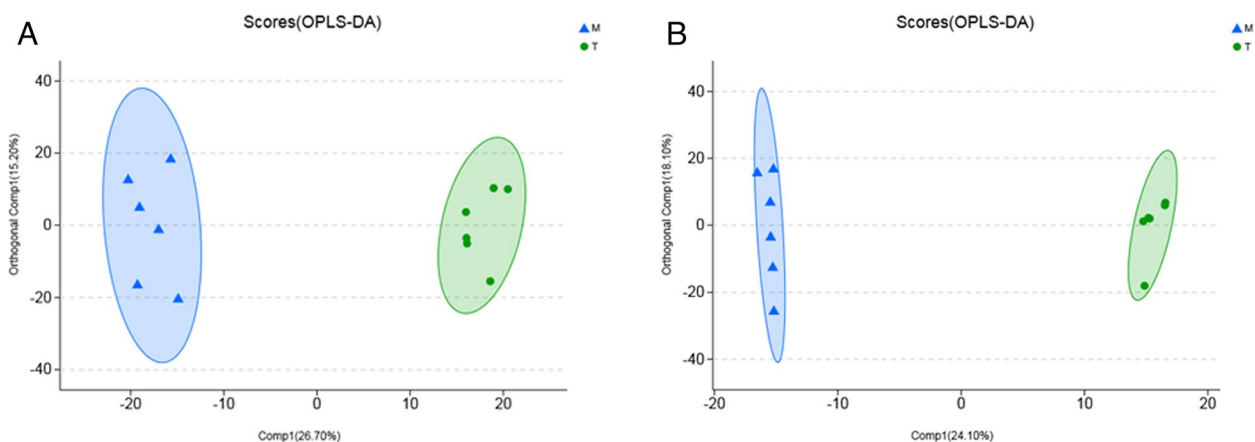 A
Scores(OPLS-DA)
M
T
Orthogonal Comp1(15.20%)
40
20
0
-20
-40
-20
-10
0
10
20
Comp1(26.70%)
B
Scores(OPLS-DA)
M
T
Orthogonal Comp1(18.10%)
40
20
0
-20
-40
-20
-10
0
10
20
Comp1(24.10%)